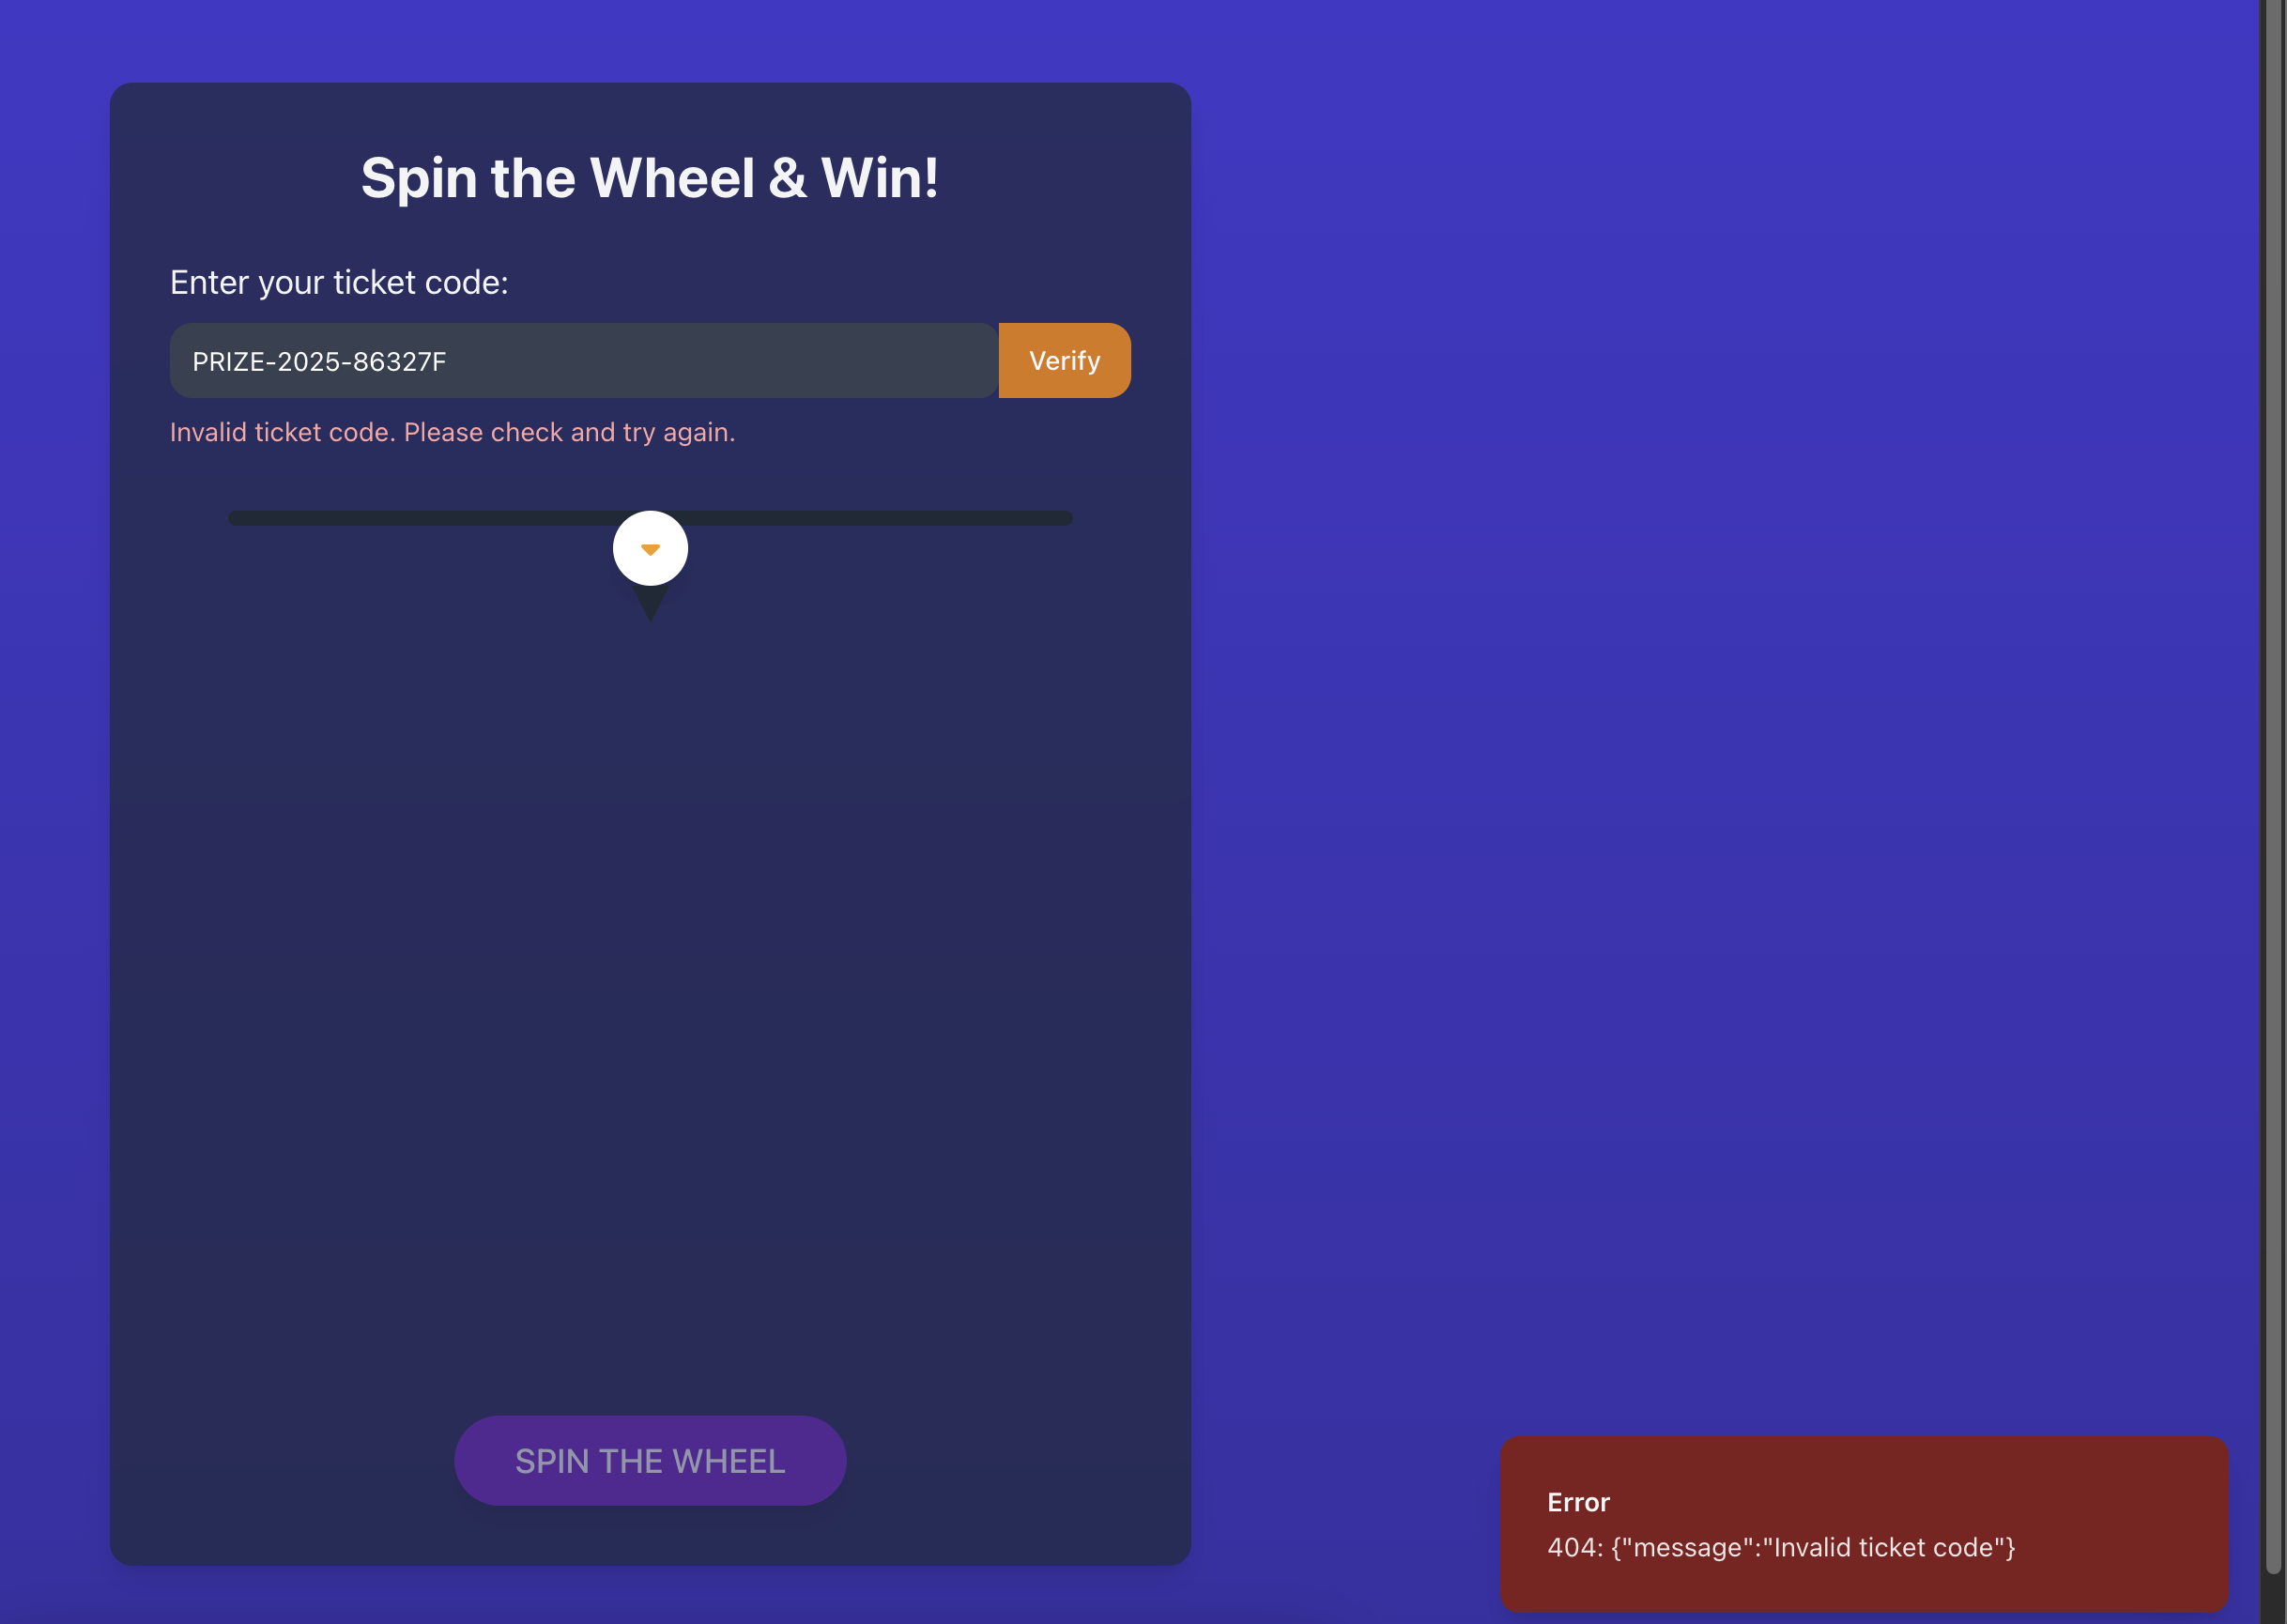 Spin the Wheel & Win!
Enter your ticket code:
PRIZE-2025-86327F
Verify
Invalid ticket code. Please check and try again.
SPIN THE WHEEL
Error
404: {"message":"Invalid ticket code"}